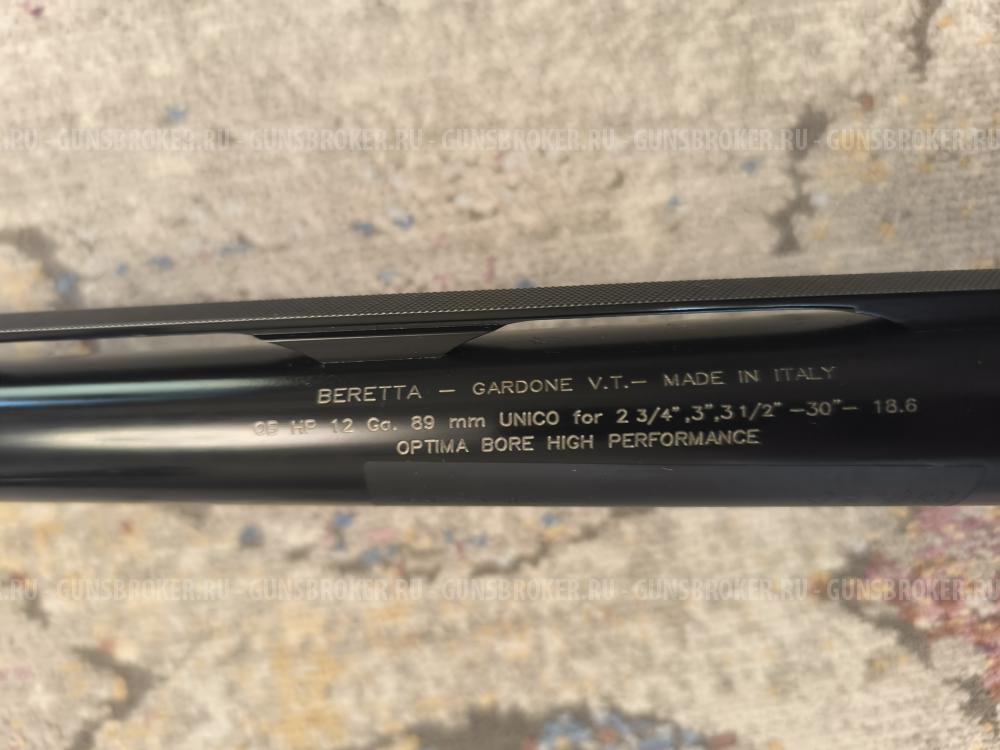 RU - GUNSBROKER.RU - GUNSBROKER.RU - GUNSBROKER.RU - GUNSBROKER.RU - GUNSBROKER
BERETTA — GARDONE V.T.— MADE IN ITALY
OB HP 12 Ga. 89 mm UNICO for 2 3/4",3",3 1/2" -30"- 18.6
OPTIMA BORE HIGH PERFORMANCE
RU - GUNSBROKER.RU - GUNSBROKER.RU - GUNSBROKER.RU - GUNSBROKER.RU - GUNSBROKER